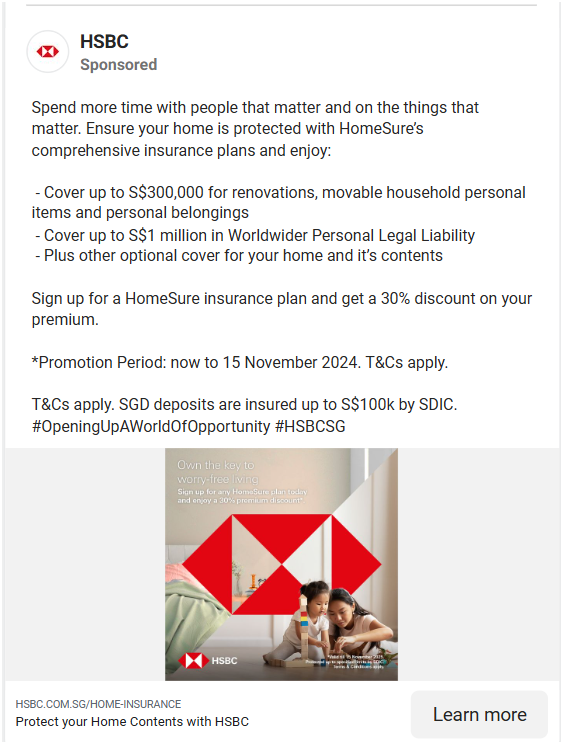 HSBC
Sponsored
Spend more time with people that matter and on the things that
matter. Ensure your home is protected with HomeSure's
comprehensive insurance plans and enjoy:
- Cover up to S$300,000 for renovations, movable household personal
items and personal belongings
- Cover up to S$1 million in Worldwider Personal Legal Liability
- Plus other optional cover for your home and it's contents
Sign up for a HomeSure insurance plan and get a 30% discount on your
premium.
*Promotion Period: now to 15 November 2024. T&Cs apply.
T&Cs apply. SGD deposits are insured up to S$100k by SDIC.
#OpeningUpAWorldOfOpportunity #HSBCSG
Own the key to
worry-free living
Sign up for any HomeSure plan today
and enjoy a 30% premium discount*
HSBC
Terms & Conditions apply.
HSBC.COM.SG/HOME-INSURANCE
Protect your Home Contents with HSBC
Learn more